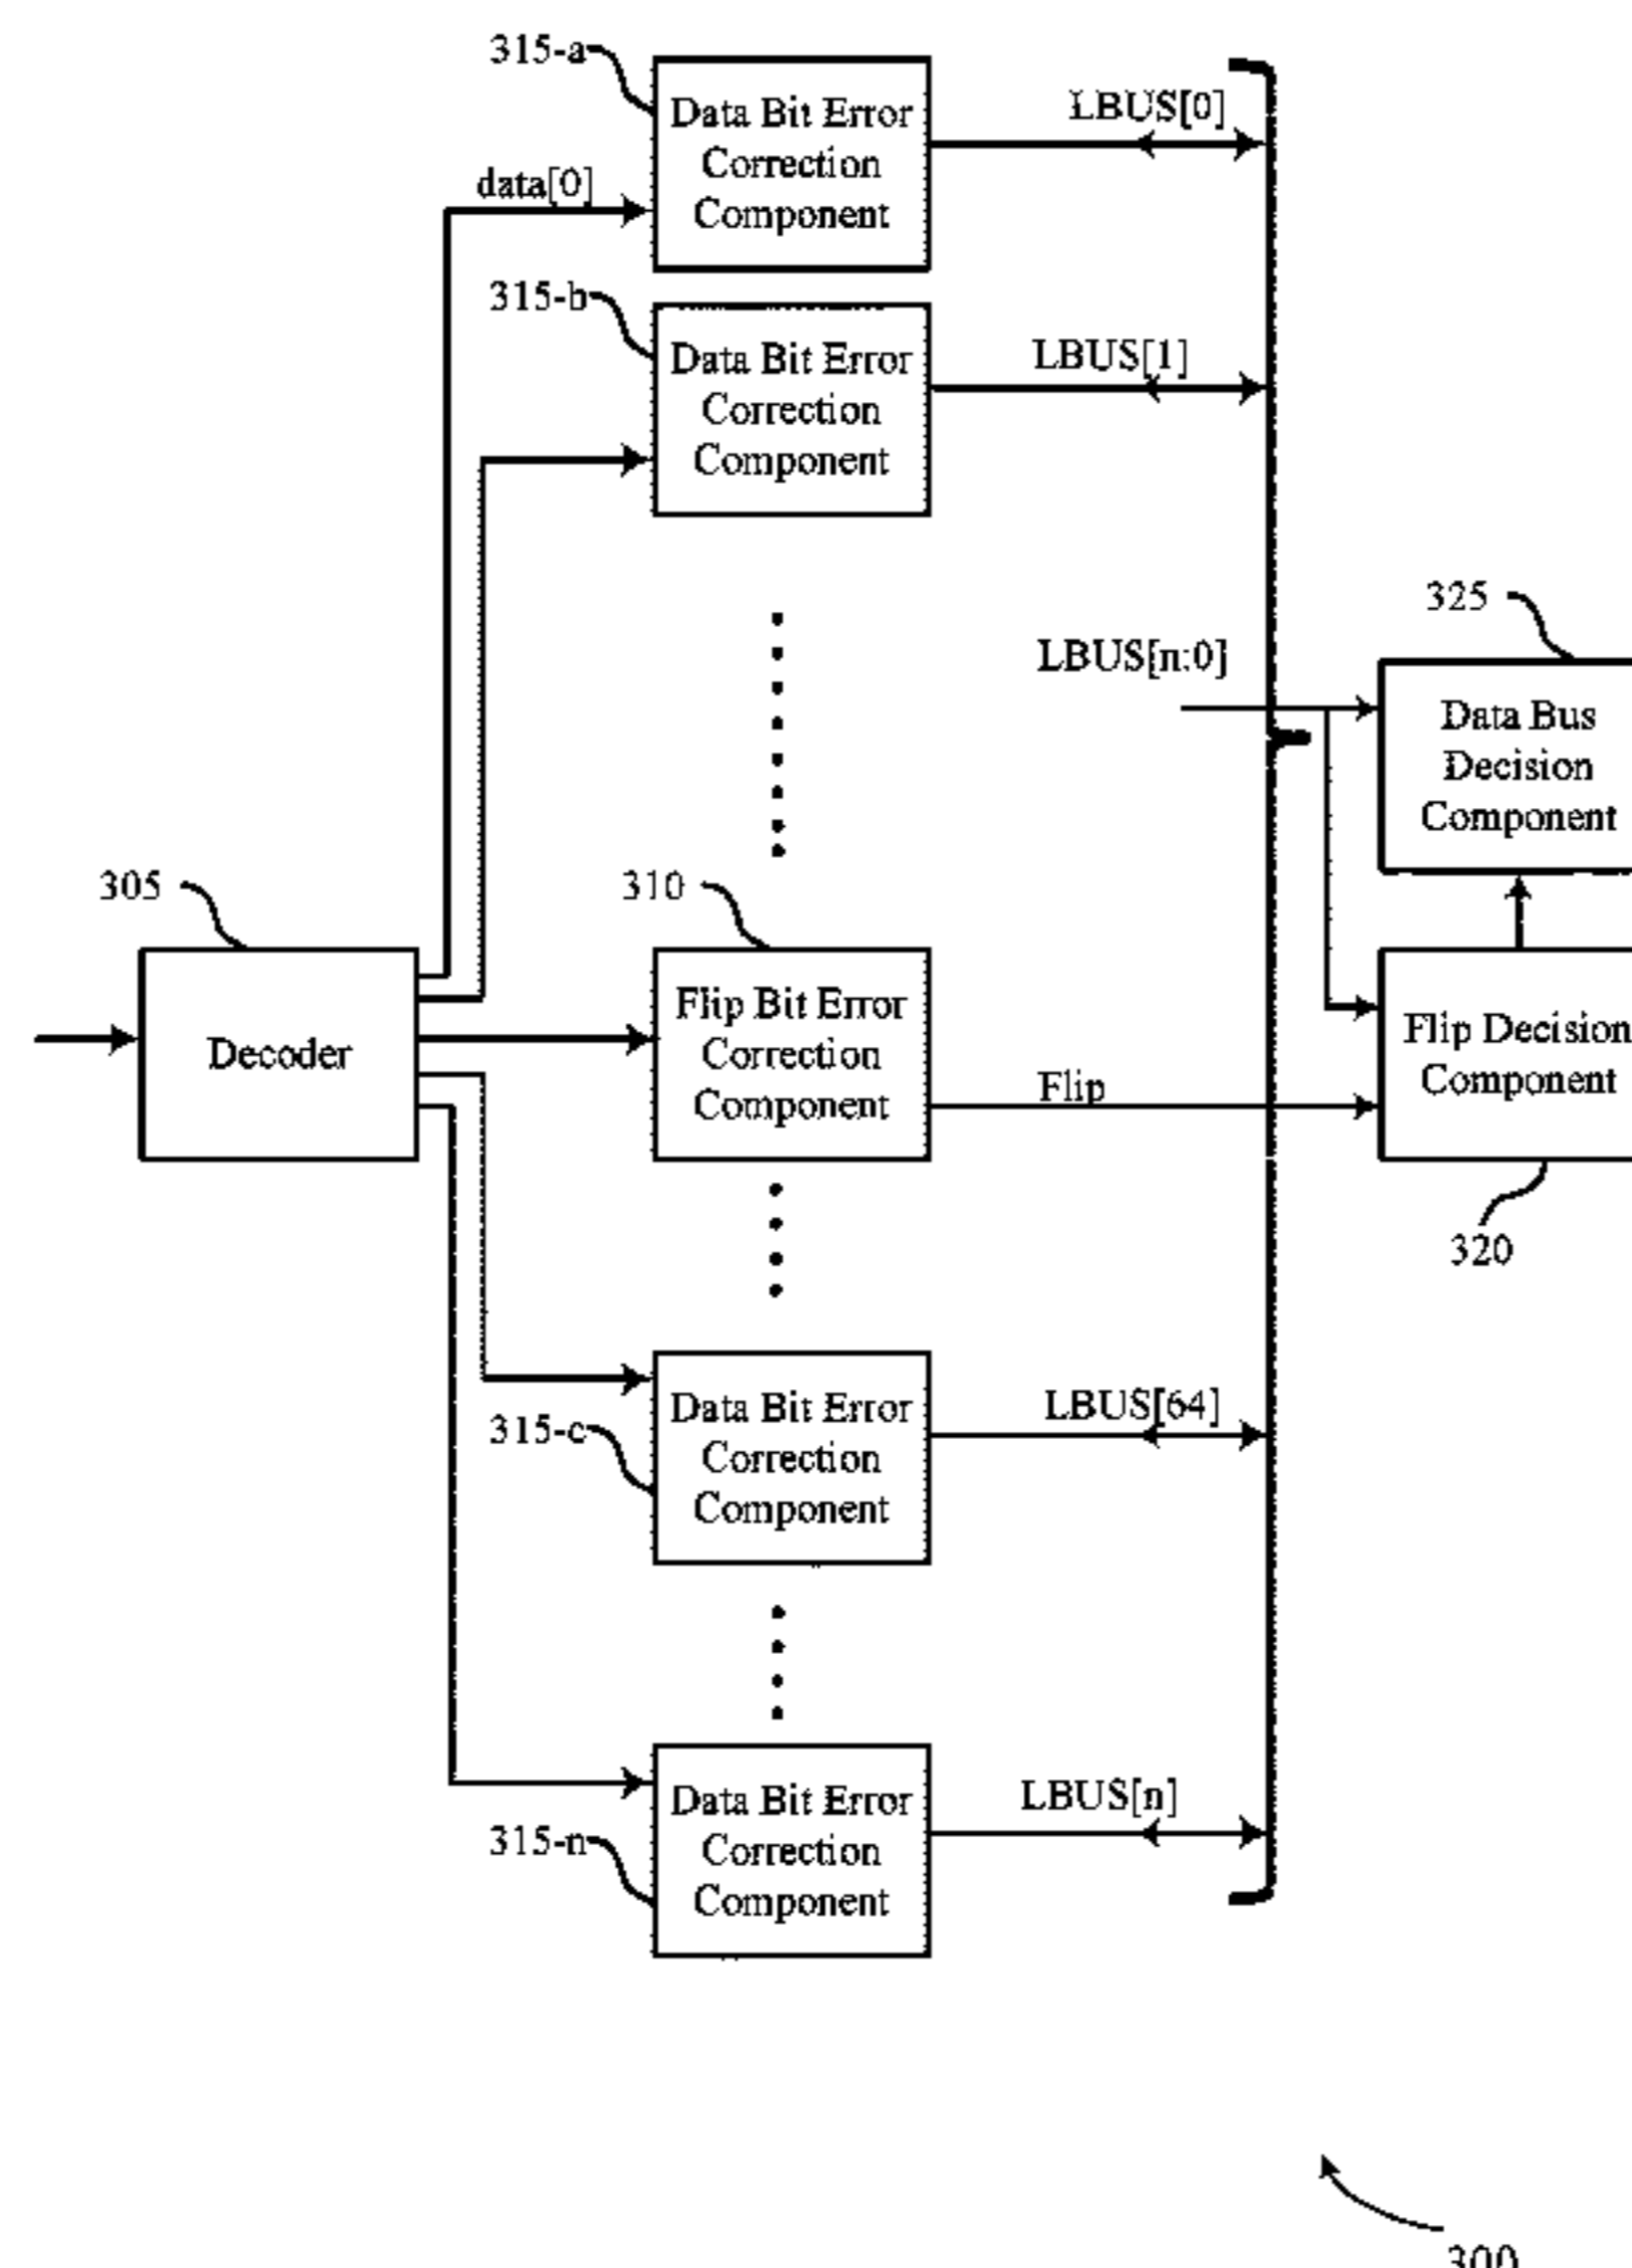 315-a
Data Bit Error
Correction
Component
LBUS[0]
data[0]
315-b
Data Bit Error
Correction
Component
LBUS[1]
LBUS[n:0]
325
Data Bus
Decision
Component
305
Decoder
310
Flip Bit Error
Correction
Component
Flip
Flip Decision
Component
320
315-c
Data Bit Error
Correction
Component
LBUS[64]
315-n
Data Bit Error
Correction
Component
LBUS[n]
300